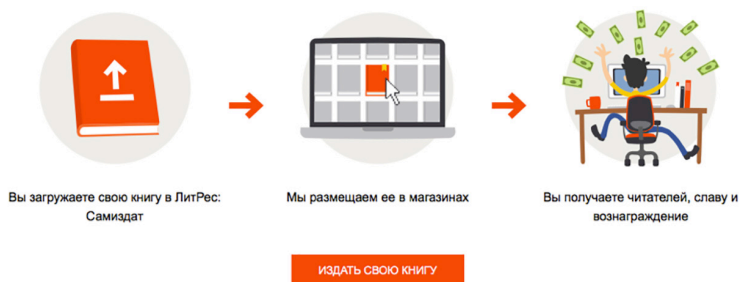 Вы загружаете свою книгу в ЛитРес:
Самиздат
Мы размещаем ее в магазинах
Вы получаете читателей, славу и
вознаграждение
ИЗДАТЬ СВОЮ КНИГУ